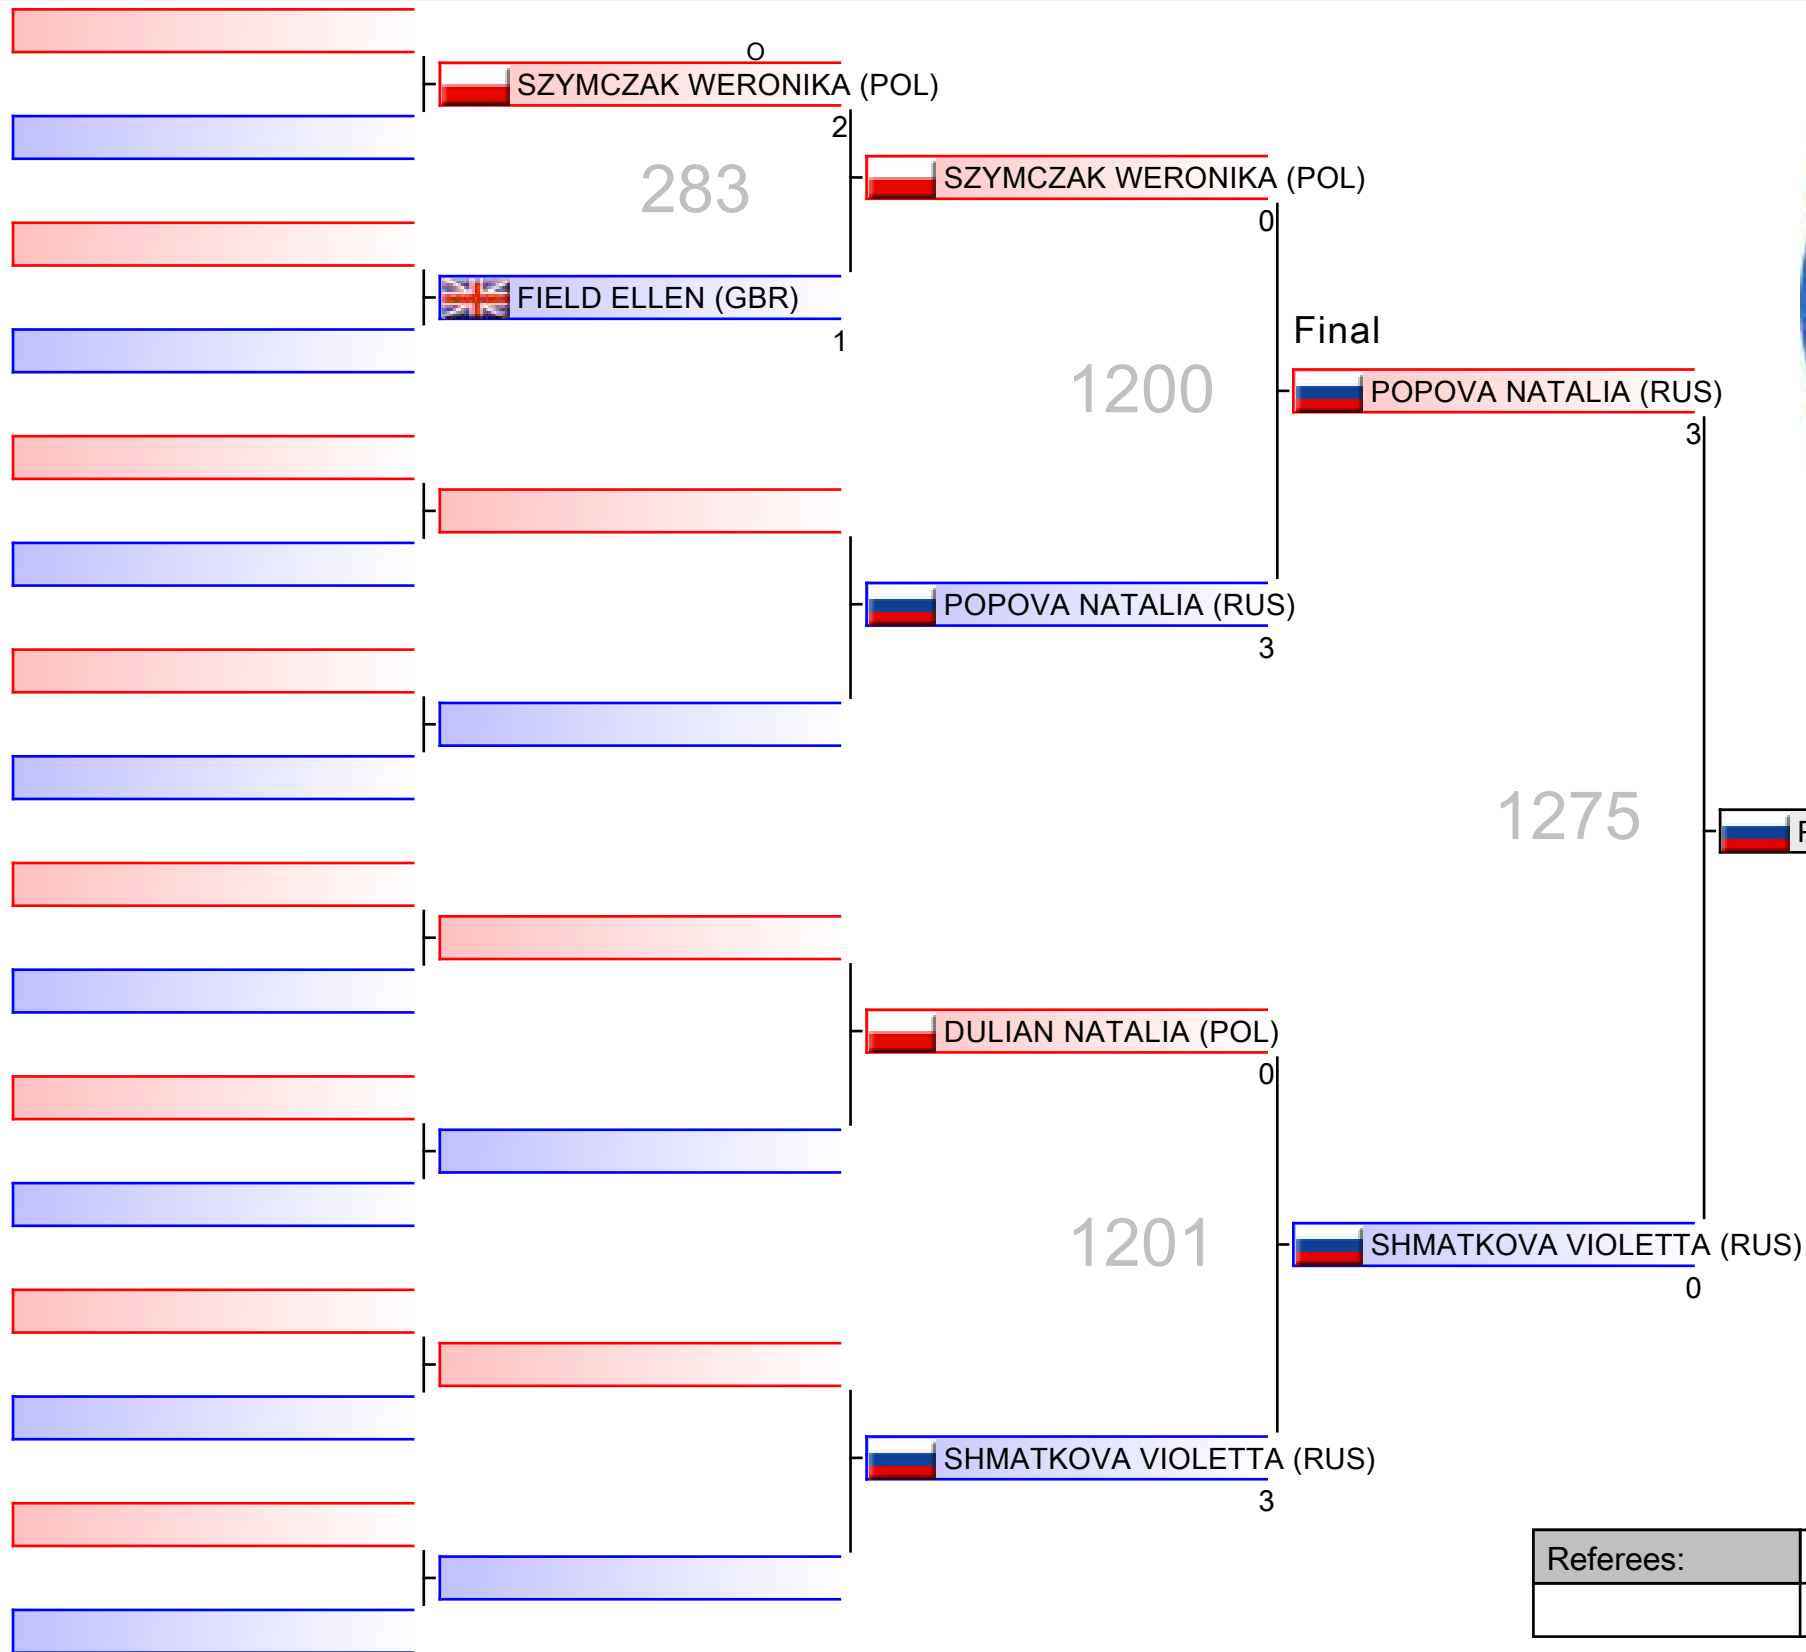 O
SZYMCZAK WERONIKA (POL)
2
283
SZYMCZAK WERONIKA (POL)
0
FIELD ELLEN (GBR)
1
Final
1200
POPOVA NATALIA (RUS)
3
POPOVA NATALIA (RUS)
3
1275
DULIAN NATALIA (POL)
0
1201
SHMATKOVA VIOLETTA (RUS)
0
SHMATKOVA VIOLETTA (RUS)
3
Referees: